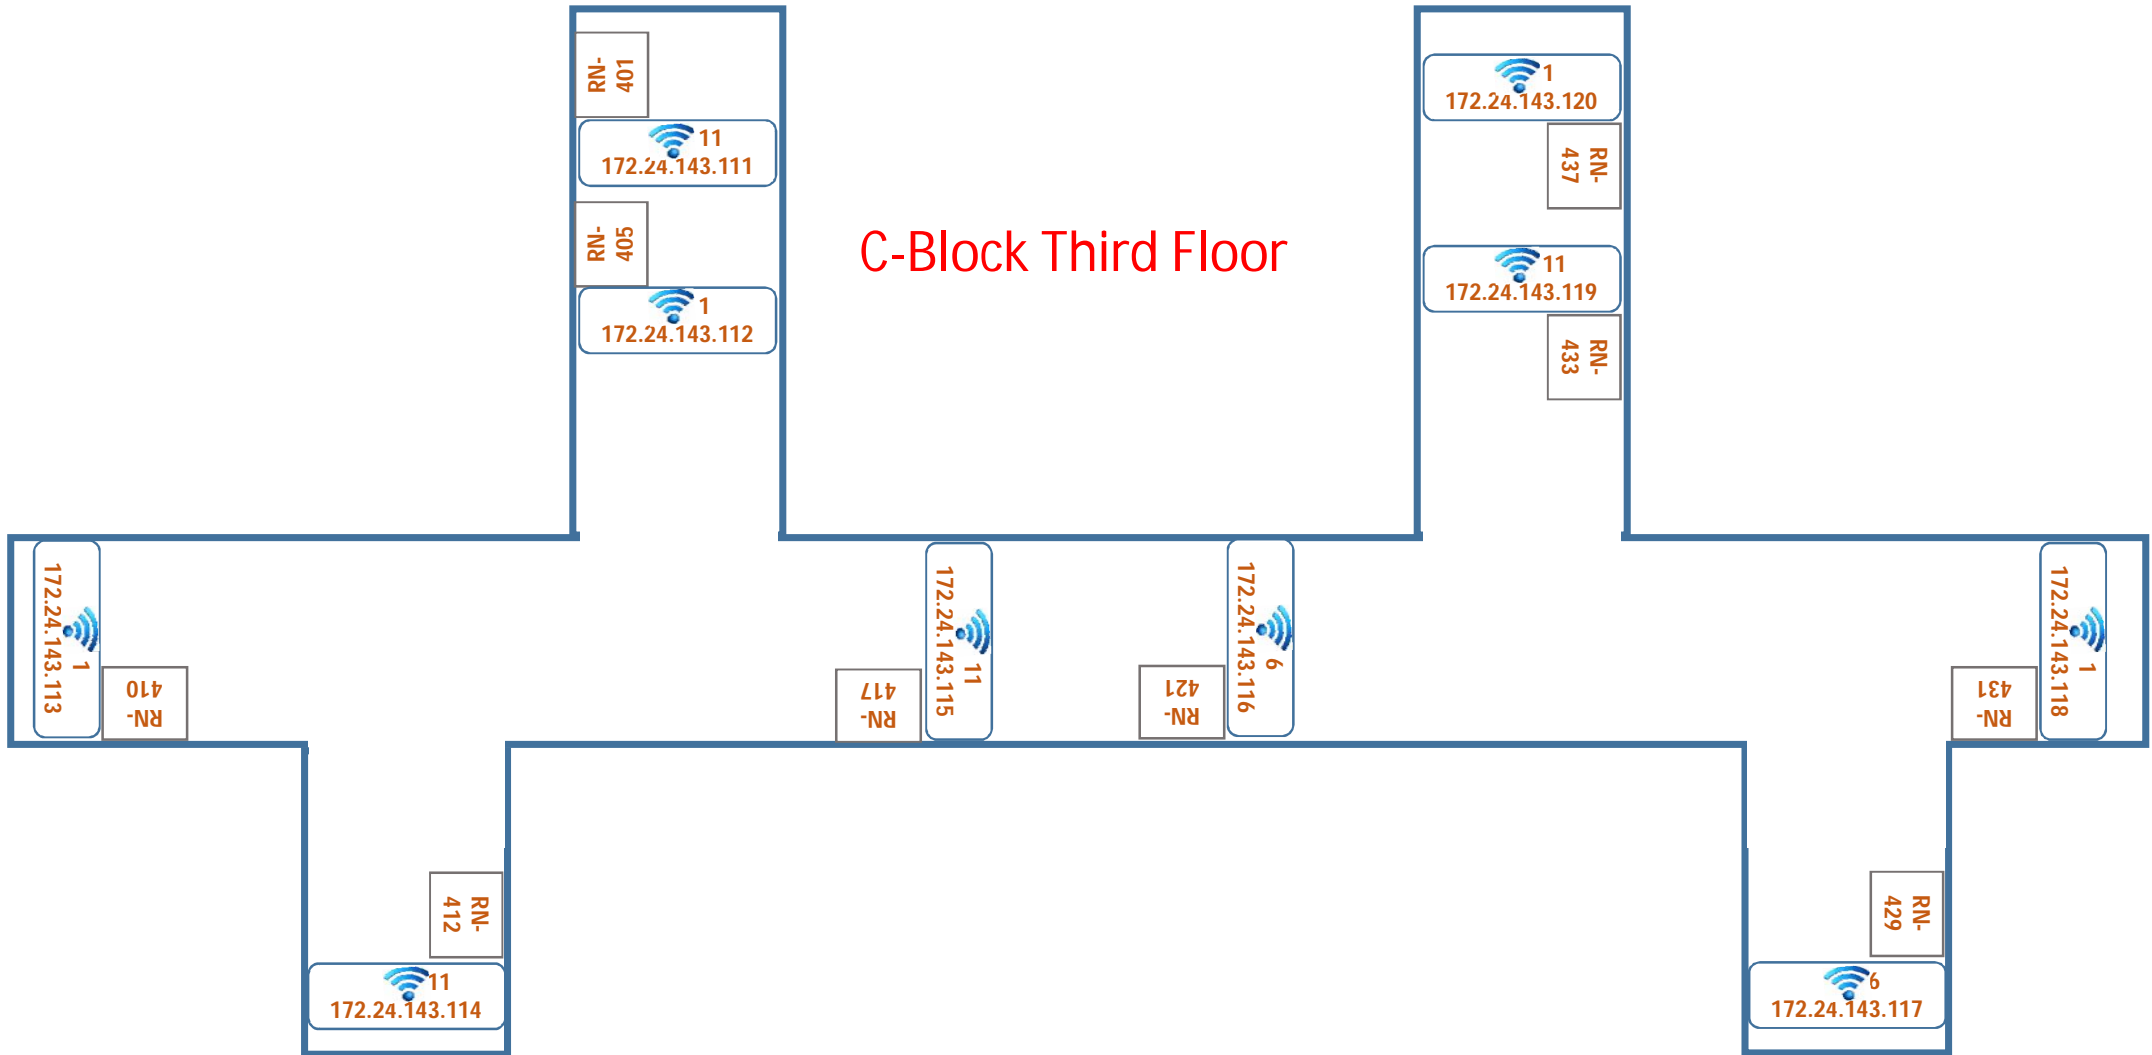 RN-
401
11
172.24.143.111
RN-
405
1
172.24.143.112
C-Block Third Floor
1
172.24.143.120
RN-
437
11
172.24.143.119
RN-
433
1
172.24.143.113
RN-
410
RN-
417
11
172.24.143.115
RN-
421
6
172.24.143.116
RN-
431
1
172.24.143.118
RN-
412
11
172.24.143.114
RN-
429
6
172.24.143.117